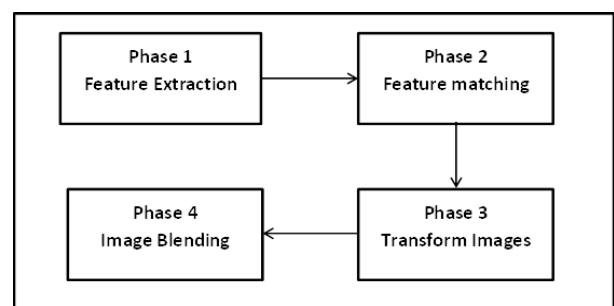 Phase 1
Feature Extraction
Phase 2
Feature matching
Phase 3
Transform Images
Phase 4
Image Blending